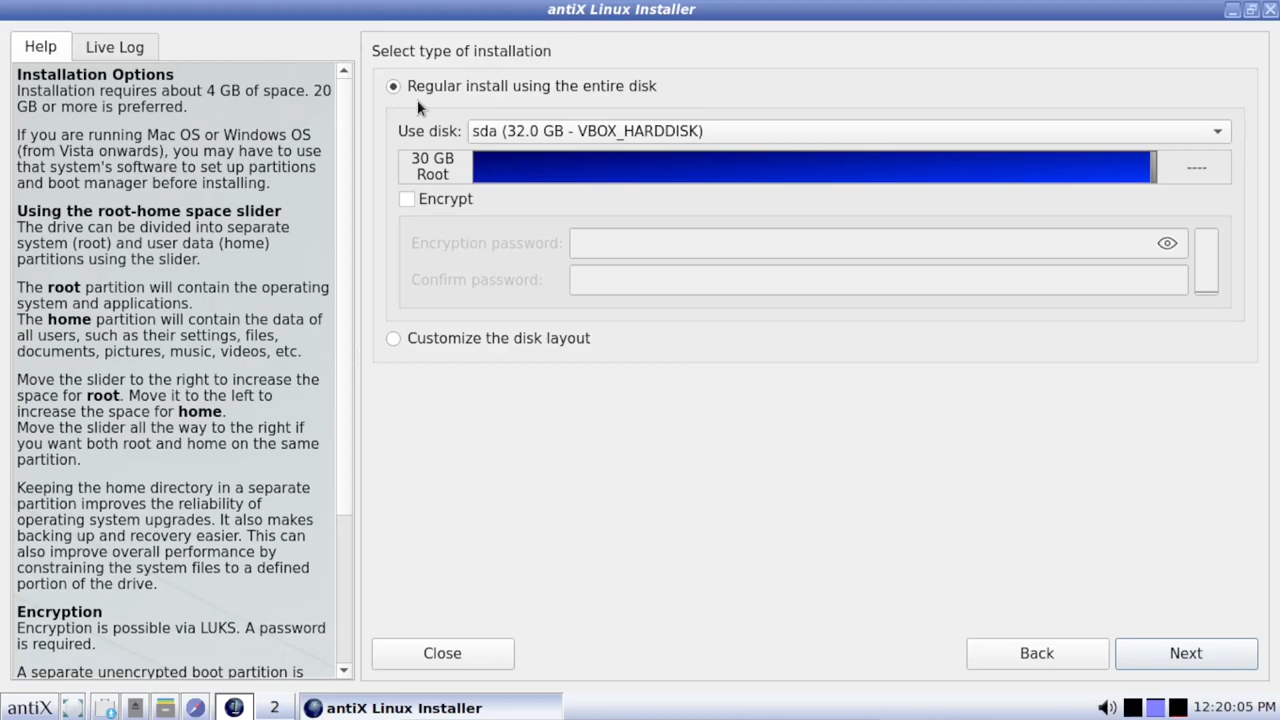 antiX Linux Installer
Help
Live Log
Installation Options
Installation requires about 4 GB of space. 20
GB or more is preferred.
If you are running Mac OS or Windows OS
(from Vista onwards), you may have to use
that system's software to set up partitions
and boot manager before installing.
Using the root-home space slider
The drive can be divided into separate
system (root) and user data (home)
partitions using the slider.
The root partition will contain the operating
system and applications.
The home partition will contain the data of
all users, such as their settings, files,
documents, pictures, music, videos, etc.
Move the slider to the right to increase the
space for root. Move it to the left to
increase the space for home.
Move the slider all the way to the right if
you want both root and home on the same
partition.
Keeping the home directory in a separate
partition improves the reliability of
operating system upgrades. It also makes
backing up and recovery easier. This can
also improve overall performance by
constraining the system files to a defined
portion of the drive.
Encryption
Encryption is possible via LUKS. A password
is required.
A separate unencrypted boot partition is
Select type of installation
Regular install using the entire disk
Use disk:
sda (32.0 GB - VBOX_HARDDISK)
30 GB
Root
----
Encrypt
Encryption password:
Confirm password:
Customize the disk layout
Close
Back
Next
antiX
2
antiX Linux Installer
12:20:05 PM